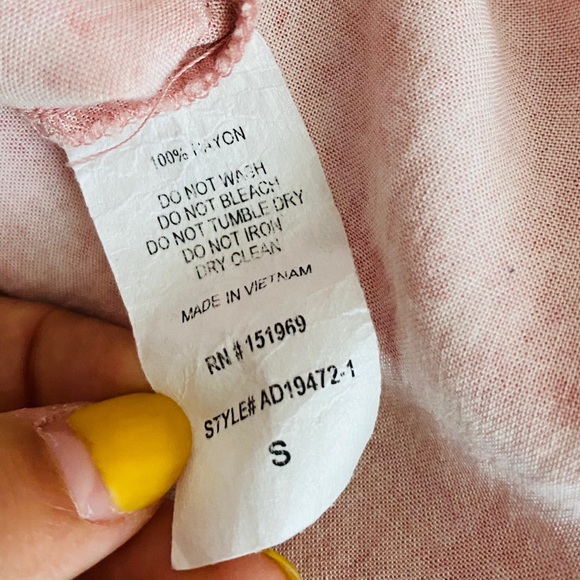 100% RAYON
DO NOT WASH
DO NOT BLEACH
DO NOT TUMBLE DRY
DO NOT IRON
DRY CLEAN
MADE IN VIETNAM
RN # 151969
STYLE# AD19472-1
S